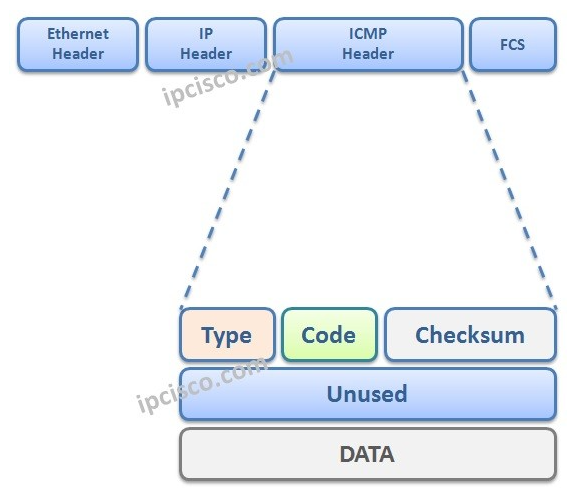 Ethernet
Header
IP
Header
ICMP
Header
FCS
ipcisco.com
Type
Code
Checksum
ipcisco.com
Unused
DATA